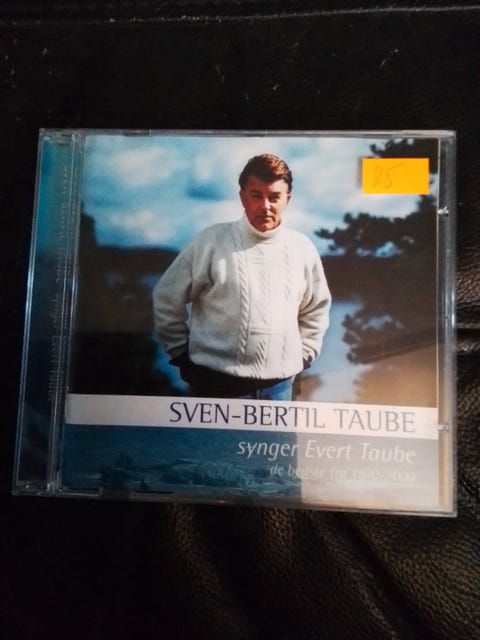 25
SVEN-BERTIL TAUBE
synger Evert Taube
de bedste fra 1970-2000